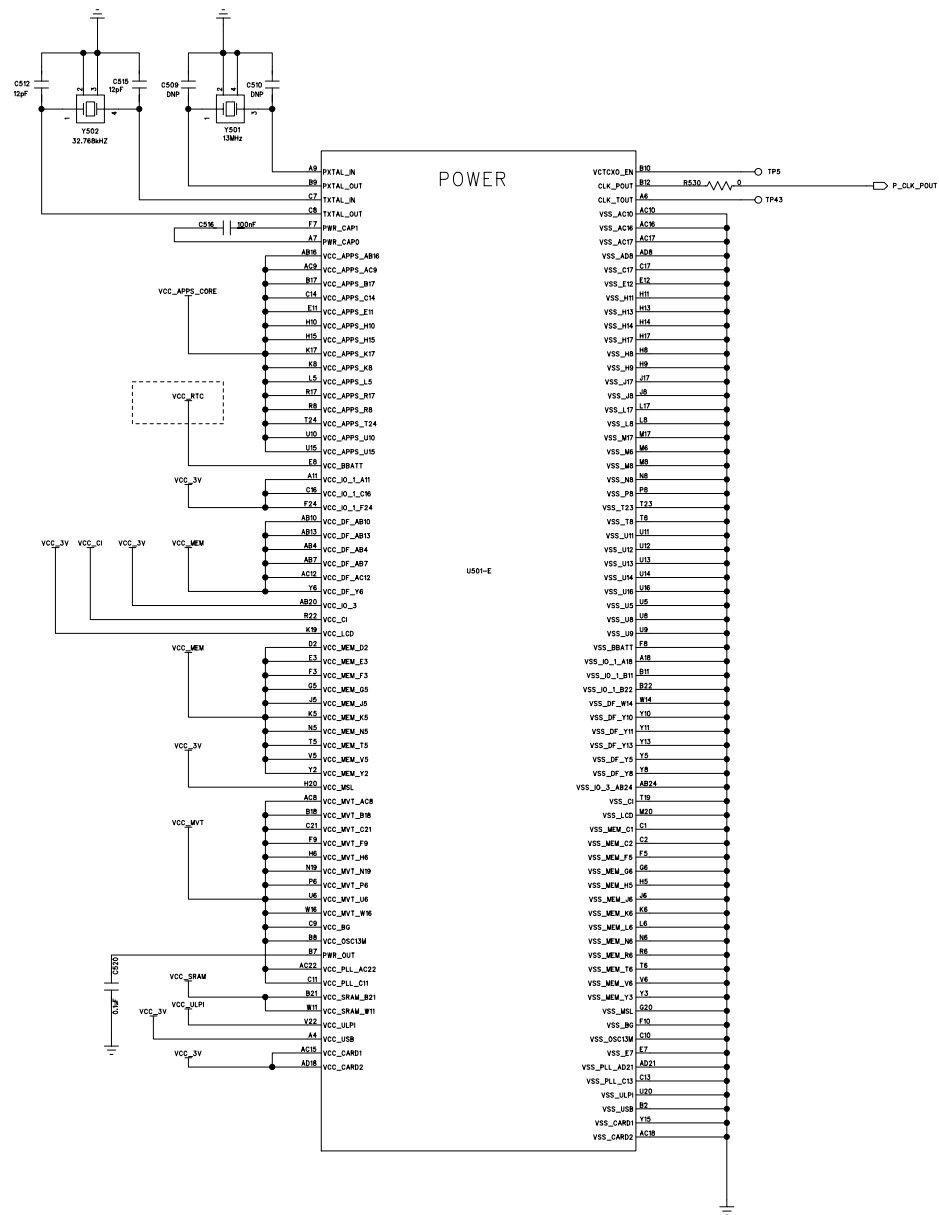 C512
12pF
1
2
3
4
C515
12pF
Y502
32.768kHZ
C509
DNP
1
2
4
3
C510
DNP
Y501
13MHz
POWER
A9 PXTAL_IN
B9 PXTAL_OUT
C7 TXTAL_IN
C8 TXTAL_OUT
C516 100nF
F7 PWR_CAP1
A7 PWR_CAP0
AB16 VCC_APPS_AB16
AC9 VCC_APPS_AC9
B17 VCC_APPS_B17
VCC_APPS_CORE
C14 VCC_APPS_C14
E11 VCC_APPS_E11
H10 VCC_APPS_H10
H15 VCC_APPS_H15
K17 VCC_APPS_K17
K8 VCC_APPS_K8
L5 VCC_APPS_L5
VCC_RTC
R17 VCC_APPS_R17
R8 VCC_APPS_R8
T24 VCC_APPS_T24
U10 VCC_APPS_U10
U15 VCC_APPS_U15
E8 VCC_BBATT
VCC_3V
A11 VCC_IO_1_A11
C16 VCC_IO_1_C16
F24 VCC_IO_1_F24
AB10 VCC_DF_AB10
AB13 VCC_DF_AB13
VCC_3V VCC_CI VCC_3V VCC_MEM
AB4 VCC_DF_AB4
AB7 VCC_DF_AB7
AC12 VCC_DF_AC12
Y6 VCC_DF_Y6
AB20 VCC_IO_3
R22 VCC_CI
K19 VCC_LCD
VCC_MEM
D2 VCC_MEM_D2
E3 VCC_MEM_E3
F3 VCC_MEM_F3
G5 VCC_MEM_G5
J5 VCC_MEM_J5
K5 VCC_MEM_K5
N5 VCC_MEM_N5
VCC_3V
T5 VCC_MEM_T5
V5 VCC_MEM_V5
Y2 VCC_MEM_Y2
H20 VCC_MSL
AC8 VCC_MVT_AC8
B18 VCC_MVT_B18
VCC_MVT
C21 VCC_MVT_C21
F9 VCC_MVT_F9
H6 VCC_MVT_H6
N19 VCC_MVT_N19
P6 VCC_MVT_P6
U6 VCC_MVT_U6
W16 VCC_MVT_W16
C9 VCC_BG
B8 VCC_OSC13M
B7 PWR_OUT
C520
0.1uF
AC22 VCC_PLL_AC22
C11 VCC_PLL_C11
VCC_SRAM
B21 VCC_SRAM_B21
W11 VCC_SRAM_W11
VCC_ULPI
V22 VCC_ULPI
VCC_3V
A4 VCC_USB
AC15 VCC_CARD1
VCC_3V
AD18 VCC_CARD2
U501-E
VCTCXO_EN B10 TP5
CLK_POUT B12 R530 0 P_CLK_POUT
CLK_TOUT A6 TP43
VSS_AC10 AC10
VSS_AC16 AC16
VSS_AC17 AC17
VSS_AD8 AD8
VSS_C17 C17
VSS_E12 E12
VSS_H11 H11
VSS_H13 H13
VSS_H14 H14
VSS_H17 H17
VSS_H8 H8
VSS_H9 H9
VSS_J17 J17
VSS_J8 J8
VSS_L17 L17
VSS_L8 L8
VSS_M17 M17
VSS_M6 M6
VSS_M8 M8
VSS_N8 N8
VSS_P8 P8
VSS_T23 T23
VSS_T8 T8
VSS_U11 U11
VSS_U12 U12
VSS_U13 U13
VSS_U14 U14
VSS_U16 U16
VSS_U5 U5
VSS_U8 U8
VSS_U9 U9
VSS_BBATT F8
VSS_IO_1_A18 A18
VSS_IO_1_B11 B11
VSS_IO_1_B22 B22
VSS_DF_W14 W14
VSS_DF_Y10 Y10
VSS_DF_Y11 Y11
VSS_DF_Y13 Y13
VSS_DF_Y5 Y5
VSS_DF_Y8 Y8
VSS_IO_3_AB24 AB24
VSS_CI T19
VSS_LCD M20
VSS_MEM_C1 C1
VSS_MEM_C2 C2
VSS_MEM_F5 F5
VSS_MEM_G6 G6
VSS_MEM_H5 H5
VSS_MEM_J6 J6
VSS_MEM_K6 K6
VSS_MEM_L6 L6
VSS_MEM_N6 N6
VSS_MEM_R6 R6
VSS_MEM_T6 T6
VSS_MEM_V6 V6
VSS_MEM_Y3 Y3
VSS_MSL G20
VSS_BG F10
VSS_OSC13M C10
VSS_E7 E7
VSS_PLL_AD21 AD21
VSS_PLL_C13 C13
VSS_ULPI U20
VSS_USB B2
VSS_CARD1 Y15
VSS_CARD2 AC18